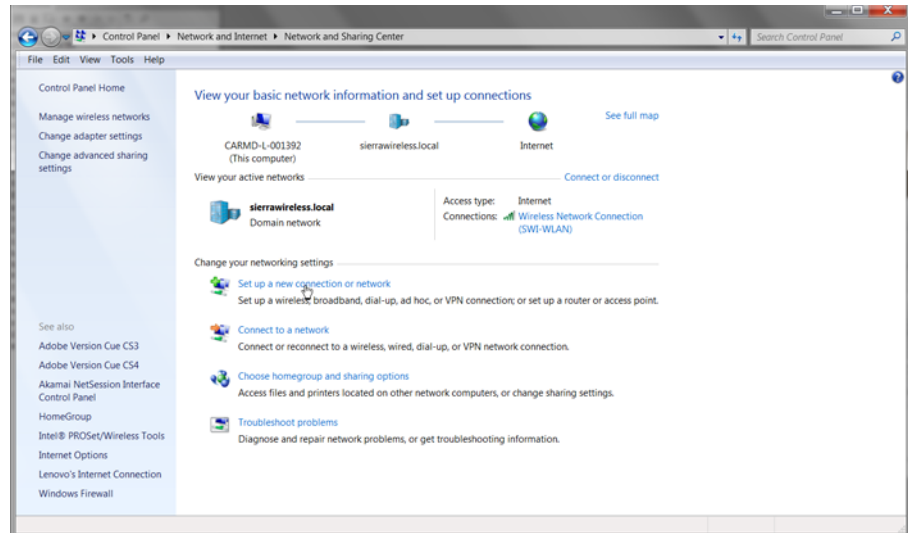 Control Panel ▸ Network and Internet ▸ Network and Sharing Center
Search Control Panel
File Edit View Tools Help
Control Panel Home
Manage wireless networks
Change adapter settings
Change advanced sharing
settings
See also
Adobe Version Cue CS3
Adobe Version Cue CS4
Akamai NetSession Interface
Control Panel
HomeGroup
Intel® PROSet/Wireless Tools
Internet Options
Lenovo's Internet Connection
Windows Firewall
View your basic network information and set up connections
See full map
CARMD-L-001392
(This computer)
sierrawireless.local
Internet
View your active networks
Connect or disconnect
sierrawireless.local
Domain network
Access type: Internet
Connections: Wireless Network Connection
(SWI-WLAN)
Change your networking settings
Set up a new connection or network
Set up a wireless, broadband, dial-up, ad hoc, or VPN connection; or set up a router or access point.
Connect to a network
Connect or reconnect to a wireless, wired, dial-up, or VPN network connection.
Choose homegroup and sharing options
Access files and printers located on other network computers, or change sharing settings.
Troubleshoot problems
Diagnose and repair network problems, or get troubleshooting information.